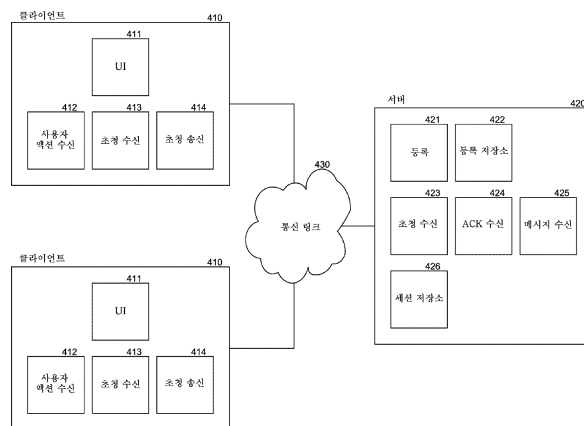 클라이언트
410
411
UI
412
사용자
액션 수신
413
초청 수신
414
초청 송신
클라이언트
410
411
UI
412
사용자
액션 수신
413
초청 수신
414
초청 송신
430
통신 링크
서버
420
421
등록
422
등록 저장소
423
초청 수신
424
ACK 수신
425
메시지 수신
426
세션 저장소